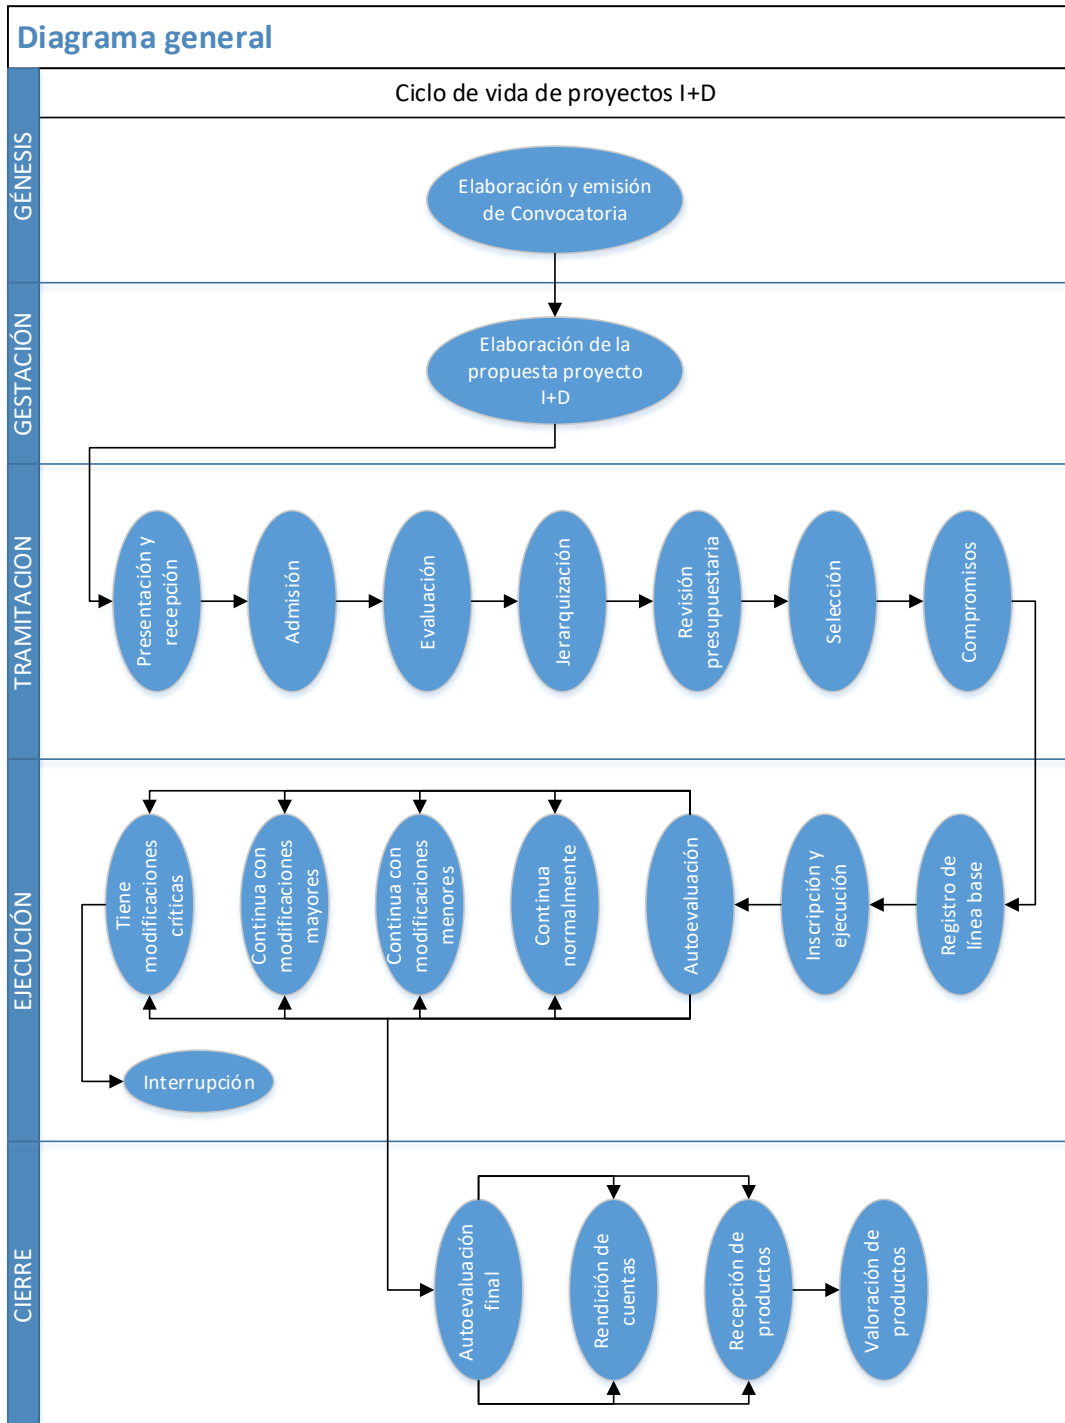 Diagrama general
Ciclo de vida de proyectos I+D
GÉNESIS
Elaboración y emisión
de Convocatoria
GESTACIÓN
Elaboración de la
propuesta proyecto
I+D
TRAMITACION
Presentación y
recepción
Admisión
Evaluación
Jerarquización
Revisión
presupuestaria
Selección
Compromisos
EJECUCIÓN
Tiene
modificaciones
críticas
Continua con
modificaciones
mayores
Continua con
modificaciones
menores
Continua
normalmente
Autoevaluación
Inscripción y
ejecución
Registro de
línea base
Interrupción
CIERRE
Autoevaluación
final
Rendición de
cuentas
Recepción de
productos
Valoración de
productos